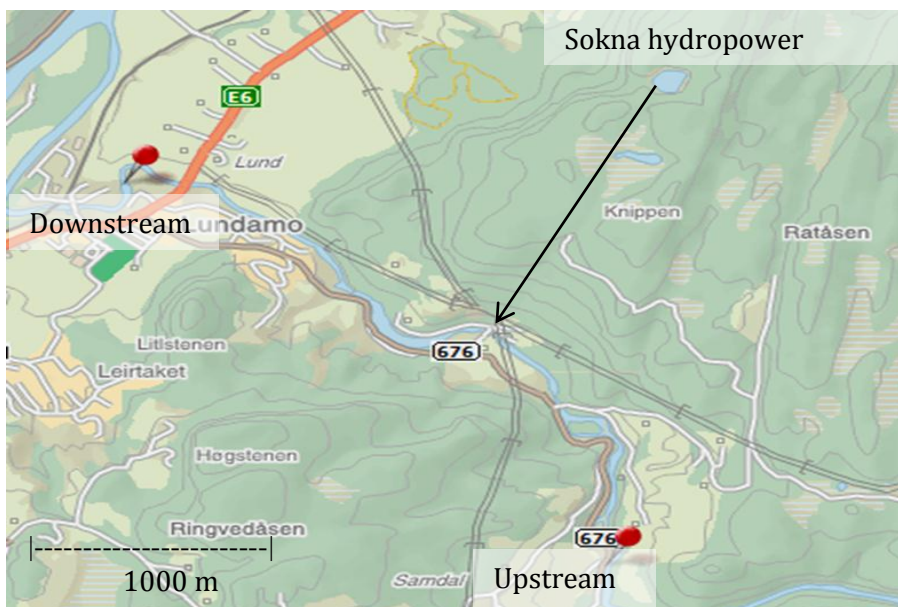 Sokna hydropower
E6
Lund
Downstream
undamo
Knippen
Ratåsen
676
Litlstenen
Leirtaket
Høgstenen
Ringvedåsen
676
1000 m
Samdal
Upstream